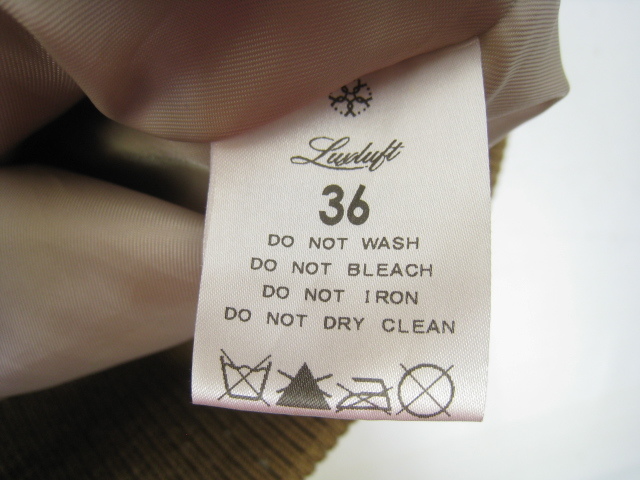 Luxluft
36
DO NOT WASH
DO NOT BLEACH
DO NOT IRON
DO NOT DRY CLEAN